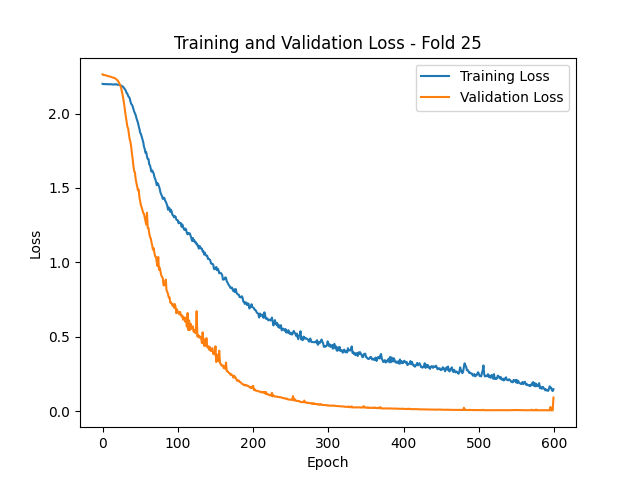 Training and Validation Loss - Fold 25
Training Loss
Validation Loss
2.0
1.5
1.0
0.5
0.0
Loss
0 100 200 300 400 500 600
Epoch